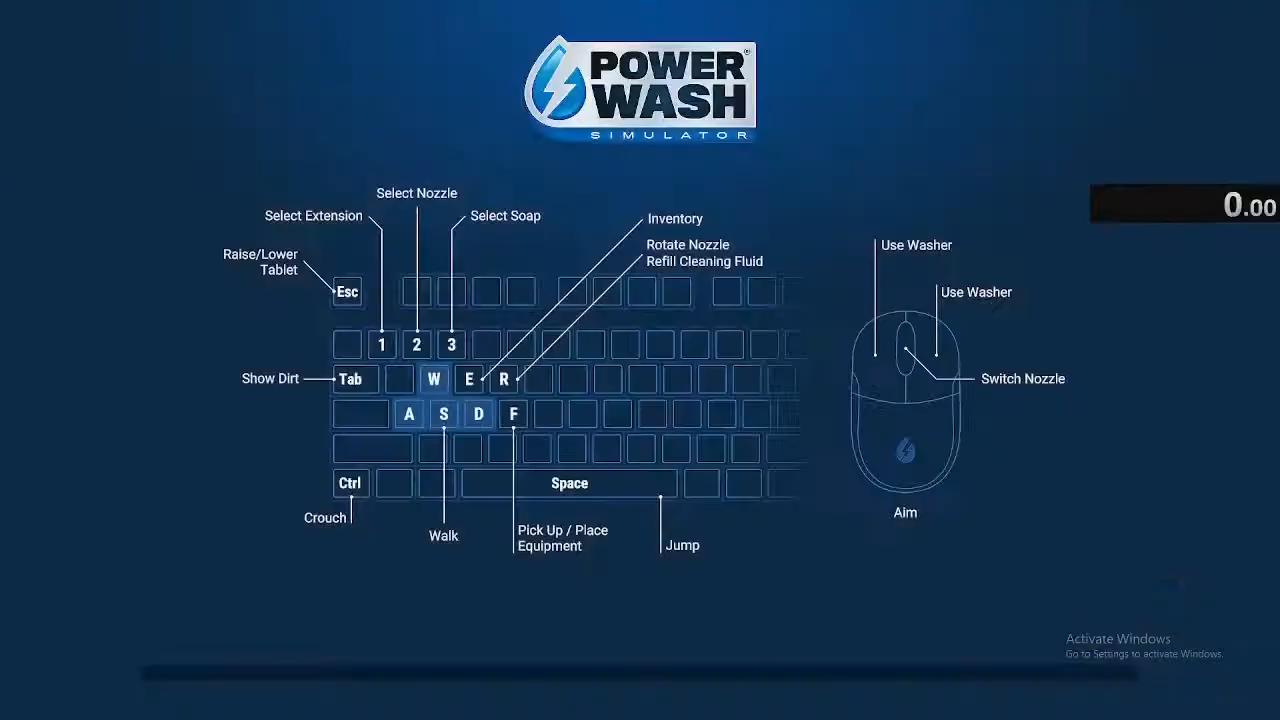 POWER®
WASH
SIMULATOR
0.00
Select Nozzle
Select Extension
Select Soap
Inventory
Rotate Nozzle
Refill Cleaning Fluid
Raise/Lower
Tablet
Use Washer
Use Washer
Esc
1 2 3
Show Dirt
Tab W E R
Switch Nozzle
A S D F
Ctrl Space
Crouch
Walk
Pick Up / Place
Equipment
Jump
Aim
Activate Windows
Go to Settings to activate Windows.